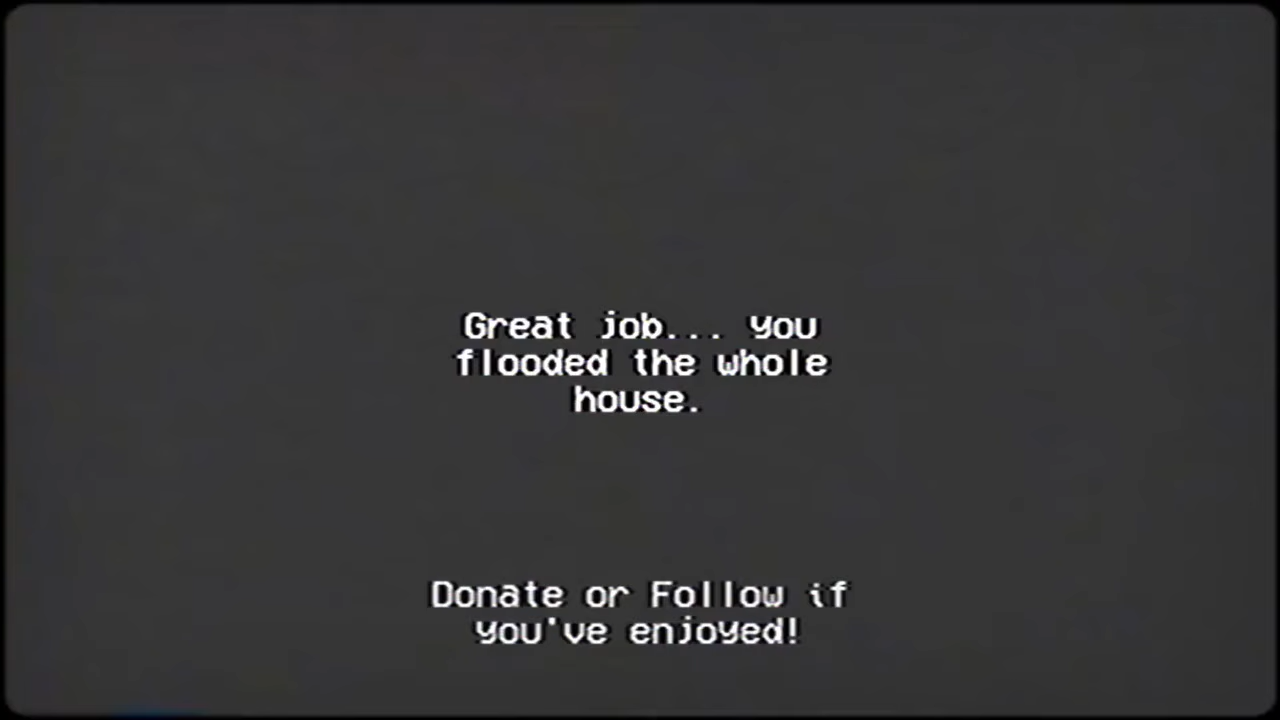 Great job... you
flooded the whole
house.
Donate or Follow if
you've enjoyed!